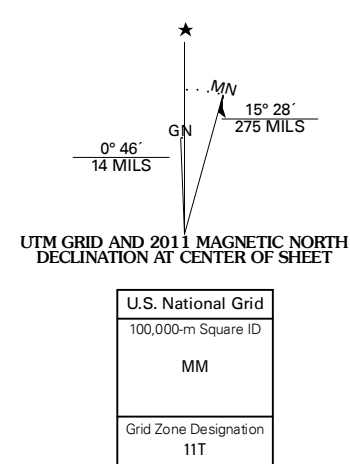 ★
MN
15° 28´
275 MILS
GN
0° 46´
14 MILS
UTM GRID AND 2011 MAGNETIC NORTH
DECLINATION AT CENTER OF SHEET
U.S. National Grid
100,000-m Square ID
MM
Grid Zone Designation
11T